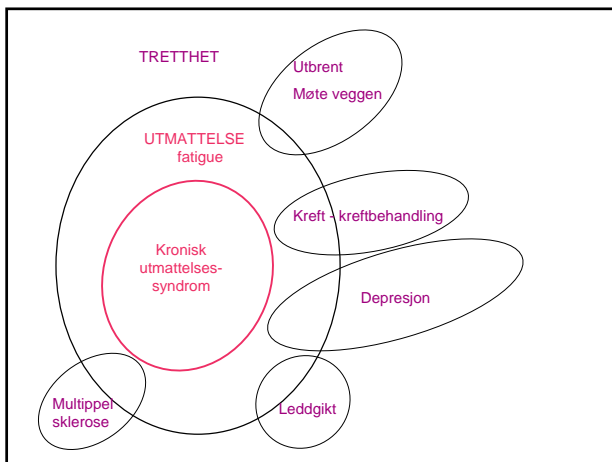 TRETTHET
Utbrent
Møte veggen
UTMATTELSE
fatigue
Kreft - kreftbehandling
Kronisk
utmattelses-
syndrom
Depresjon
Multippel
sklerose
Leddgikt